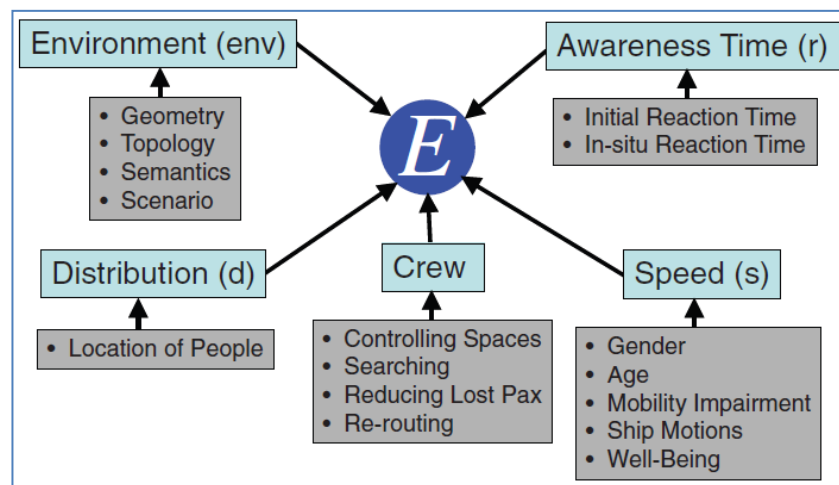 Environment (env)
• Geometry
• Topology
• Semantics
• Scenario
Awareness Time (r)
• Initial Reaction Time
• In-situ Reaction Time
E
Distribution (d)
• Location of People
Crew
• Controlling Spaces
• Searching
• Reducing Lost Pax
• Re-routing
Speed (s)
• Gender
• Age
• Mobility Impairment
• Ship Motions
• Well-Being